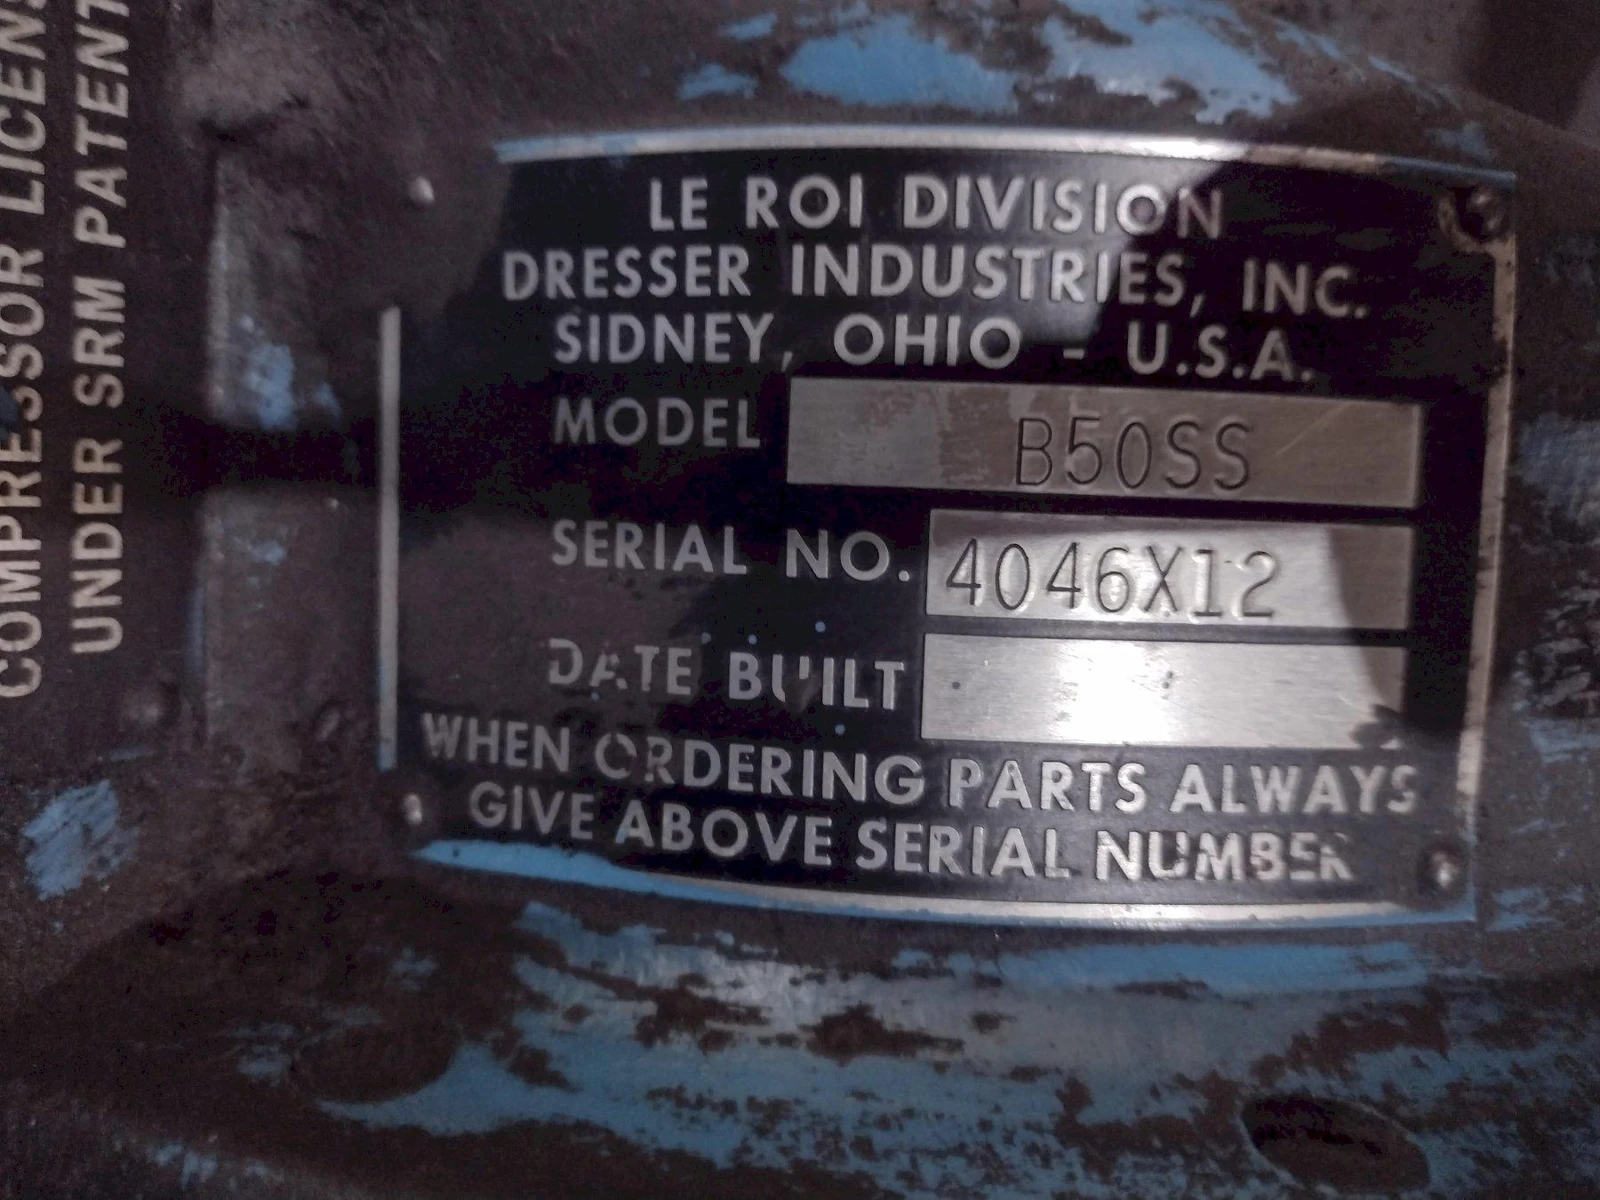 COMPRESSOR LICENS
UNDER SRM PATENT
LE ROI DIVISION
DRESSER INDUSTRIES, INC.
SIDNEY, OHIO - U.S.A.
MODEL B50SS
SERIAL NO. 4046X12
DATE BUILT
WHEN ORDERING PARTS ALWAYS
GIVE ABOVE SERIAL NUMBER